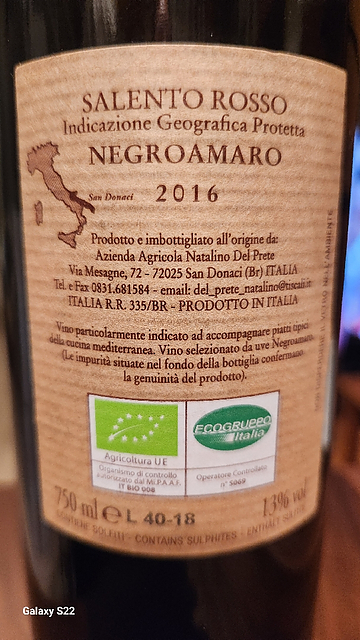 SALENTO ROSSO
Indicazione Geografica Protetta
NEGROAMARO
San Donaci
2016
Prodotto e imbottigliato all'origine da:
Azienda Agricola Natalino Del Prete
Via Mesagne, 72 - 72025 San Donaci (Br) ITALIA
Tel. e Fax 0831.681584 - email: del_prete_natalino@tiscali.it
ITALIA R.R. 335/BR - PRODOTTO IN ITALIA
Vino particolarmente indicato ad accompagnare piatti tipici
della cucina mediterranea. Vino selezionato da uve Negroamaro.
(Le impurità situate nel fondo della bottiglia confermano
la genuinità del prodotto).
Agricoltura UE
Organismo di controllo
autorizzato dal Mi.P.A.A.F.
IT BIO 008
ECOGRUPPO
Italia
Operatore Controllato
n° 5069
750 ml ℮ L 40-18
13% vol
CONTIENE SOLFITI - CONTAINS SULPHITES -
L'AMBIENTE
Galaxy S22